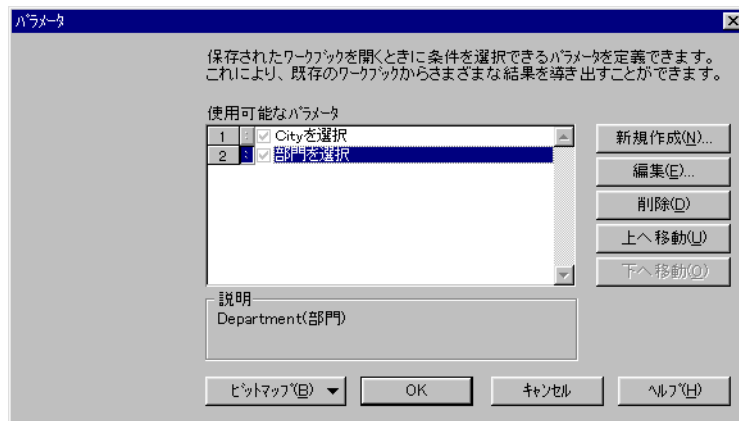 ﾊﾟﾗﾒｰﾀ
保存されたﾜｰｸﾌﾞｯｸを開くときに条件を選択できるﾊﾟﾗﾒｰﾀを定義できます。
これにより、既存のﾜｰｸﾌﾞｯｸからさまざまな結果を導き出すことができます。
使用可能なﾊﾟﾗﾒｰﾀ
1 : Cityを選択
2 : 部門を選択
新規作成(N)...
編集(E)...
削除(D)
上へ移動(U)
下へ移動(O)
説明
Department(部門)
ﾋﾞｯﾄﾏｯﾌﾟ(B)
OK
ｷｬﾝｾﾙ
ﾍﾙﾌﾟ(H)